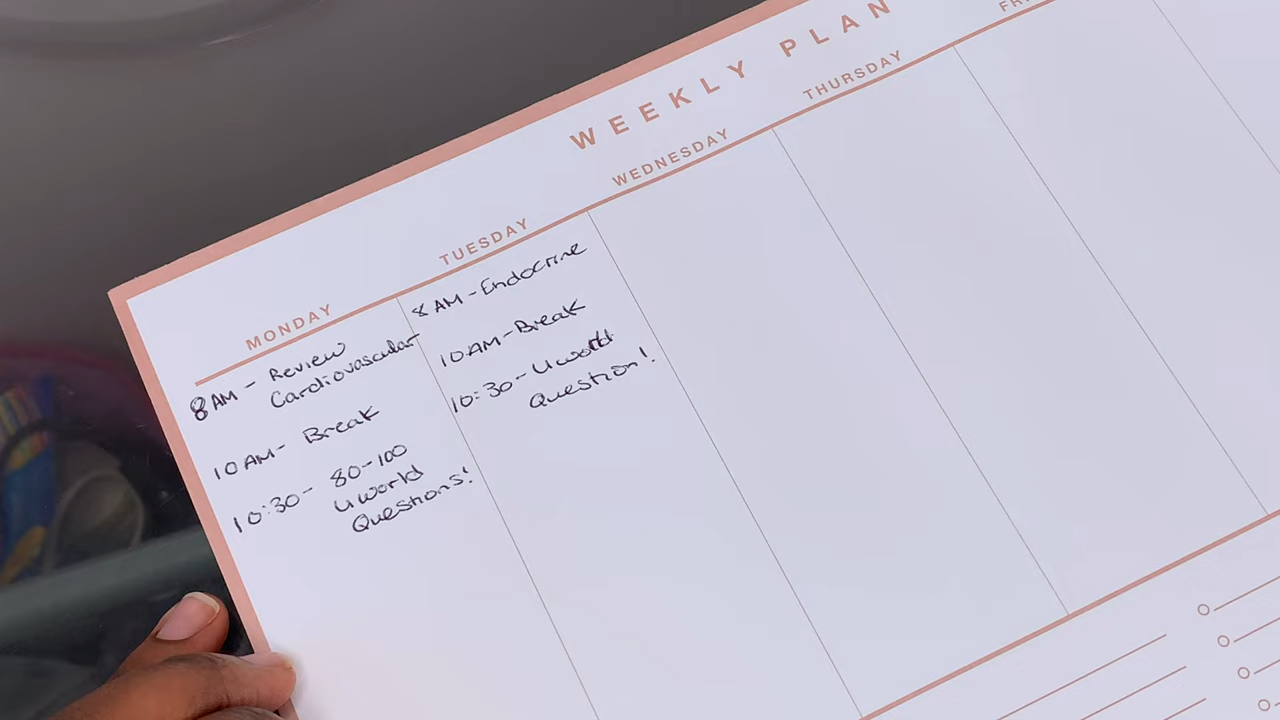 WEEKLY PLAN
MONDAY
8AM - Review
Cardiovascular
10AM - Break
10:30 - 80-100
Uworld
Questions!
TUESDAY
8AM - Endocrine
10AM - Break
10:30 - Uworld
Question!
WEDNESDAY
THURSDAY